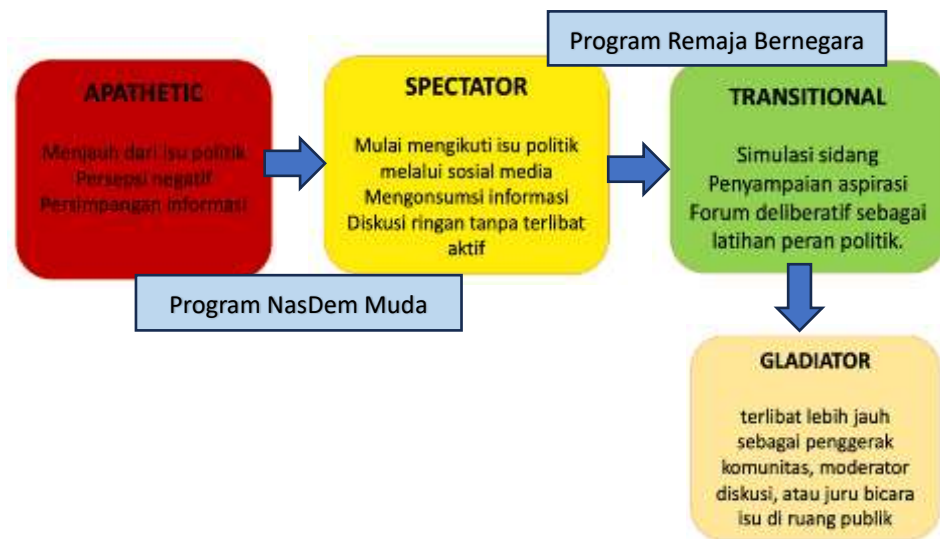 Program Remaja Bernegara
APATHETIC
Menjauh dari isu politik
Persepsi negatif
Persimpangan informasi
SPECTATOR
Mulai mengikuti isu politik
melalui sosial media
Mengonsumsi informasi
Diskusi ringan tanpa terlibat
aktif
TRANSITIONAL
Simulasi sidang
Penyampaian aspirasi
Forum deliberatif sebagai
latihan peran politik.
Program NasDem Muda
GLADIATOR
terlibat lebih jauh
sebagai penggerak
komunitas, moderator
diskusi, atau juru bicara
isu di ruang publik